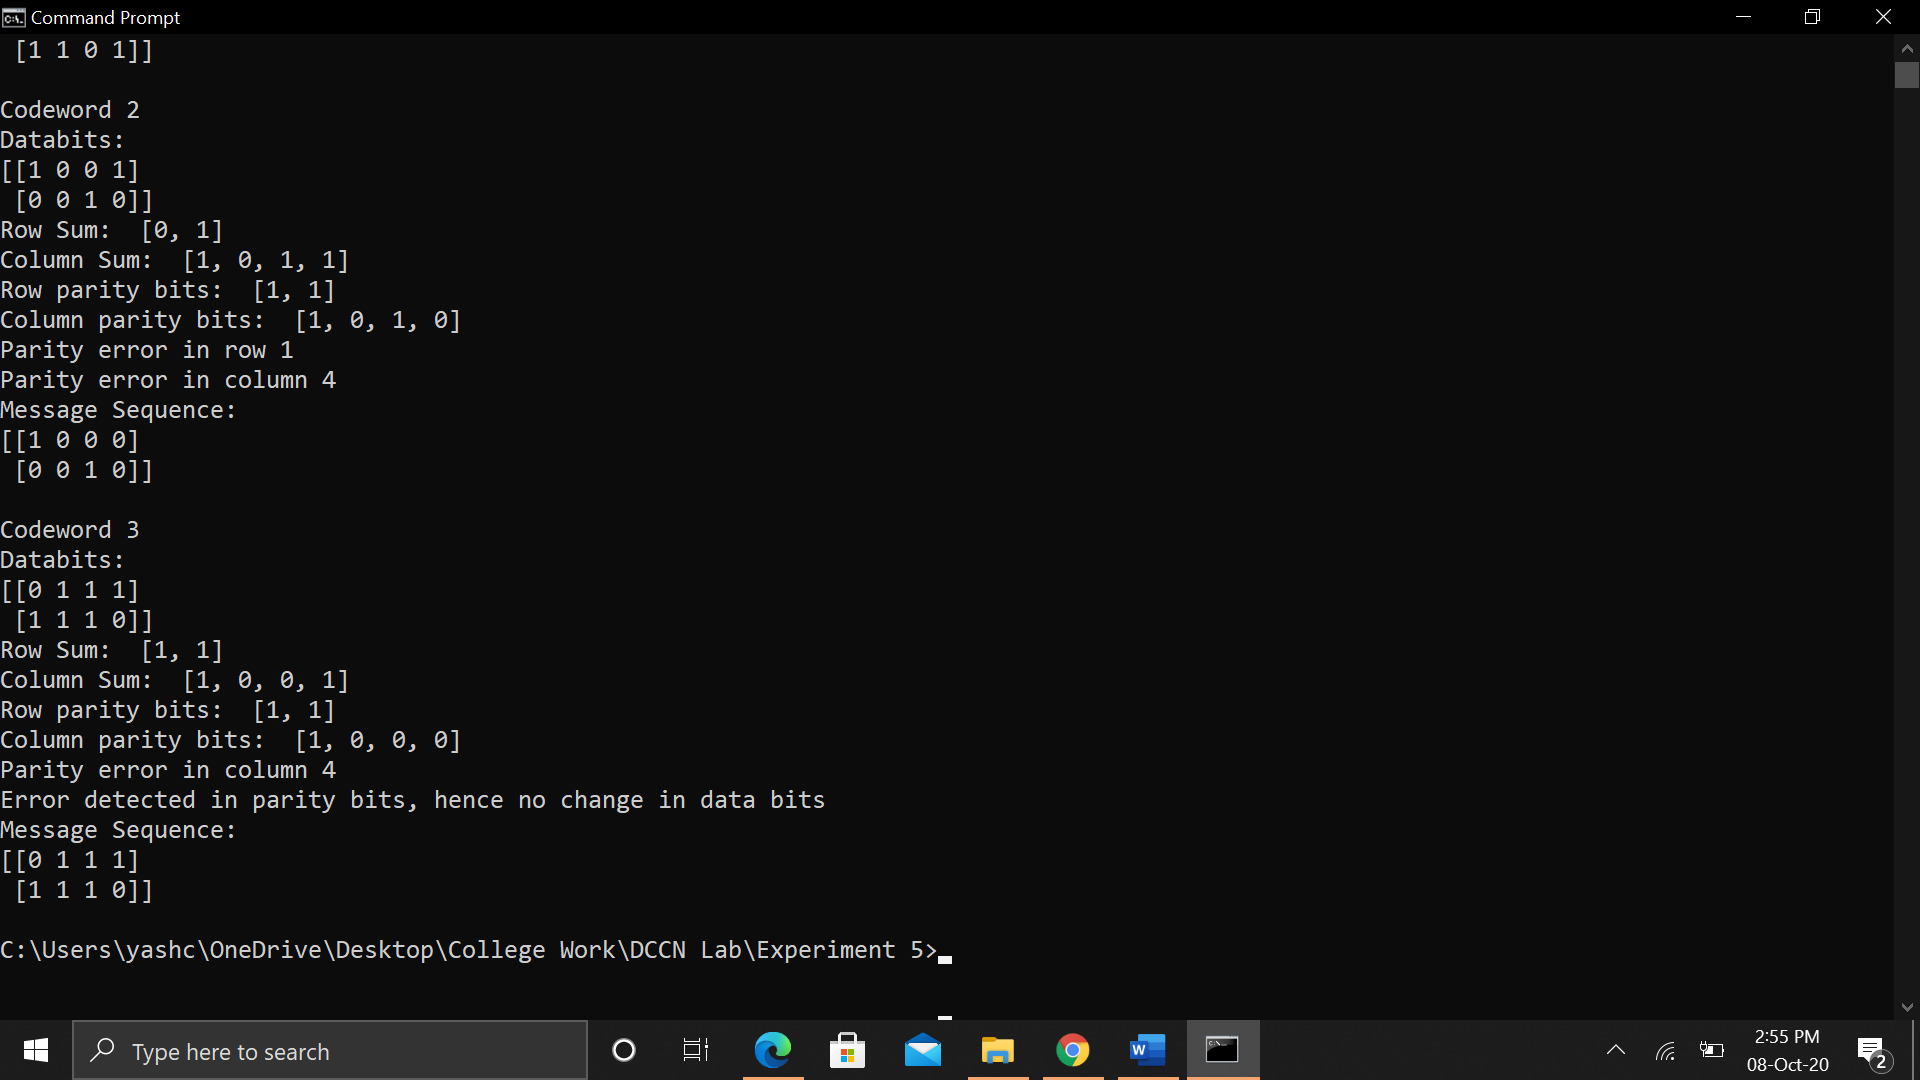 Command Prompt
[1 1 0 1]]
Codeword 2
Databits:
[[1 0 0 1]
[0 0 1 0]]
Row Sum:  [0, 1]
Column Sum:  [1, 0, 1, 1]
Row parity bits:  [1, 1]
Column parity bits:  [1, 0, 1, 0]
Parity error in row 1
Parity error in column 4
Message Sequence:
[[1 0 0 0]
[0 0 1 0]]
Codeword 3
Databits:
[[0 1 1 1]
[1 1 1 0]]
Row Sum:  [1, 1]
Column Sum:  [1, 0, 0, 1]
Row parity bits:  [1, 1]
Column parity bits:  [1, 0, 0, 0]
Parity error in column 4
Error detected in parity bits, hence no change in data bits
Message Sequence:
[[0 1 1 1]
[1 1 1 0]]
C:\Users\yashc\OneDrive\Desktop\College Work\DCCN Lab\Experiment 5>
Type here to search
2:55 PM
08-Oct-20
2